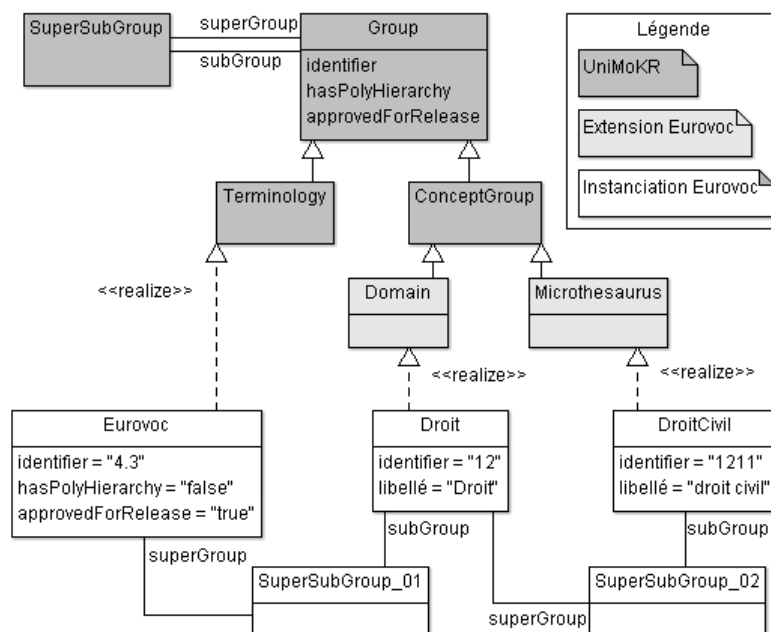 SuperSubGroup
superGroup
subGroup
Group
identifier
hasPolyHierarchy
approvedForRelease
Légende
UniMoKR
Extension Eurovoc
Instanciation Eurovoc
Terminology
ConceptGroup
<<realize>>
Domain
Microthesaurus
<<realize>>
<<realize>>
Eurovoc
identifier = "4.3"
hasPolyHierarchy = "false"
approvedForRelease = "true"
Droit
identifier = "12"
libellé = "Droit"
DroitCivil
identifier = "1211"
libellé = "droit civil"
superGroup
subGroup
subGroup
SuperSubGroup_01
superGroup
SuperSubGroup_02